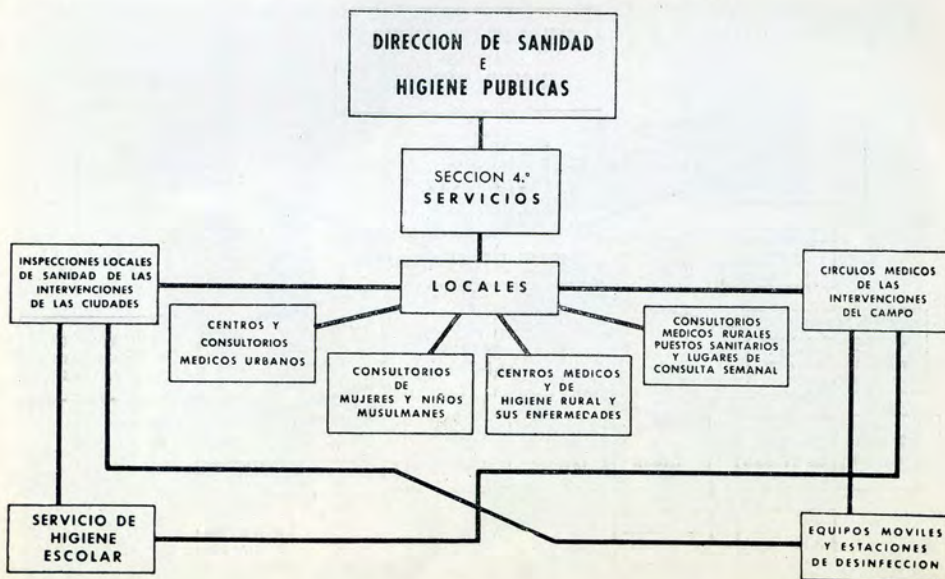 DIRECCION DE SANIDAD
E
HIGIENE PUBLICAS
SECCION 4.º
SERVICIOS
LOCALES
INSPECCIONES LOCALES
DE SANIDAD DE LAS
INTERVENCIONES
DE LAS CIUDADES
CIRCULOS MEDICOS
DE LAS
INTERVENCIONES
DEL CAMPO
CENTROS Y
CONSULTORIOS
MEDICOS URBANOS
CONSULTORIOS
DE
MUJERES Y NIÑOS
MUSULMANES
CENTROS MEDICOS
Y DE
HIGIENE RURAL Y
SUS ENFERMEDADES
CONSULTORIOS
MEDICOS RURALES
PUESTOS SANITARIOS
Y LUGARES DE
CONSULTA SEMANAL
SERVICIO DE
HIGIENE
ESCOLAR
EQUIPOS MOVILES
Y ESTACIONES
DE DESINFECCION